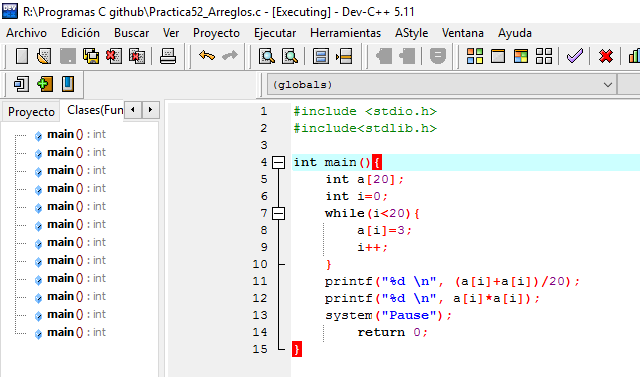 R:\Programas C github\Practica52_Arreglos.c - [Executing] - Dev-C++ 5.11
Archivo Edición Buscar Ver Proyecto Ejecutar Herramientas AStyle Ventana Ayuda
(globals)
Proyecto Clases(Fun
main() : int
main() : int
main() : int
main() : int
main() : int
main() : int
main() : int
main() : int
main() : int
main() : int
main() : int
main() : int
1 #include <stdio.h>
2 #include<stdlib.h>
3
4 int main(){
5 int a[20];
6 int i=0;
7 while(i<20){
8 a[i]=3;
9 i++;
10 }
11 printf("%d \n", (a[i]+a[i])/20);
12 printf("%d \n", a[i]*a[i]);
13 system("Pause");
14 return 0;
15 }